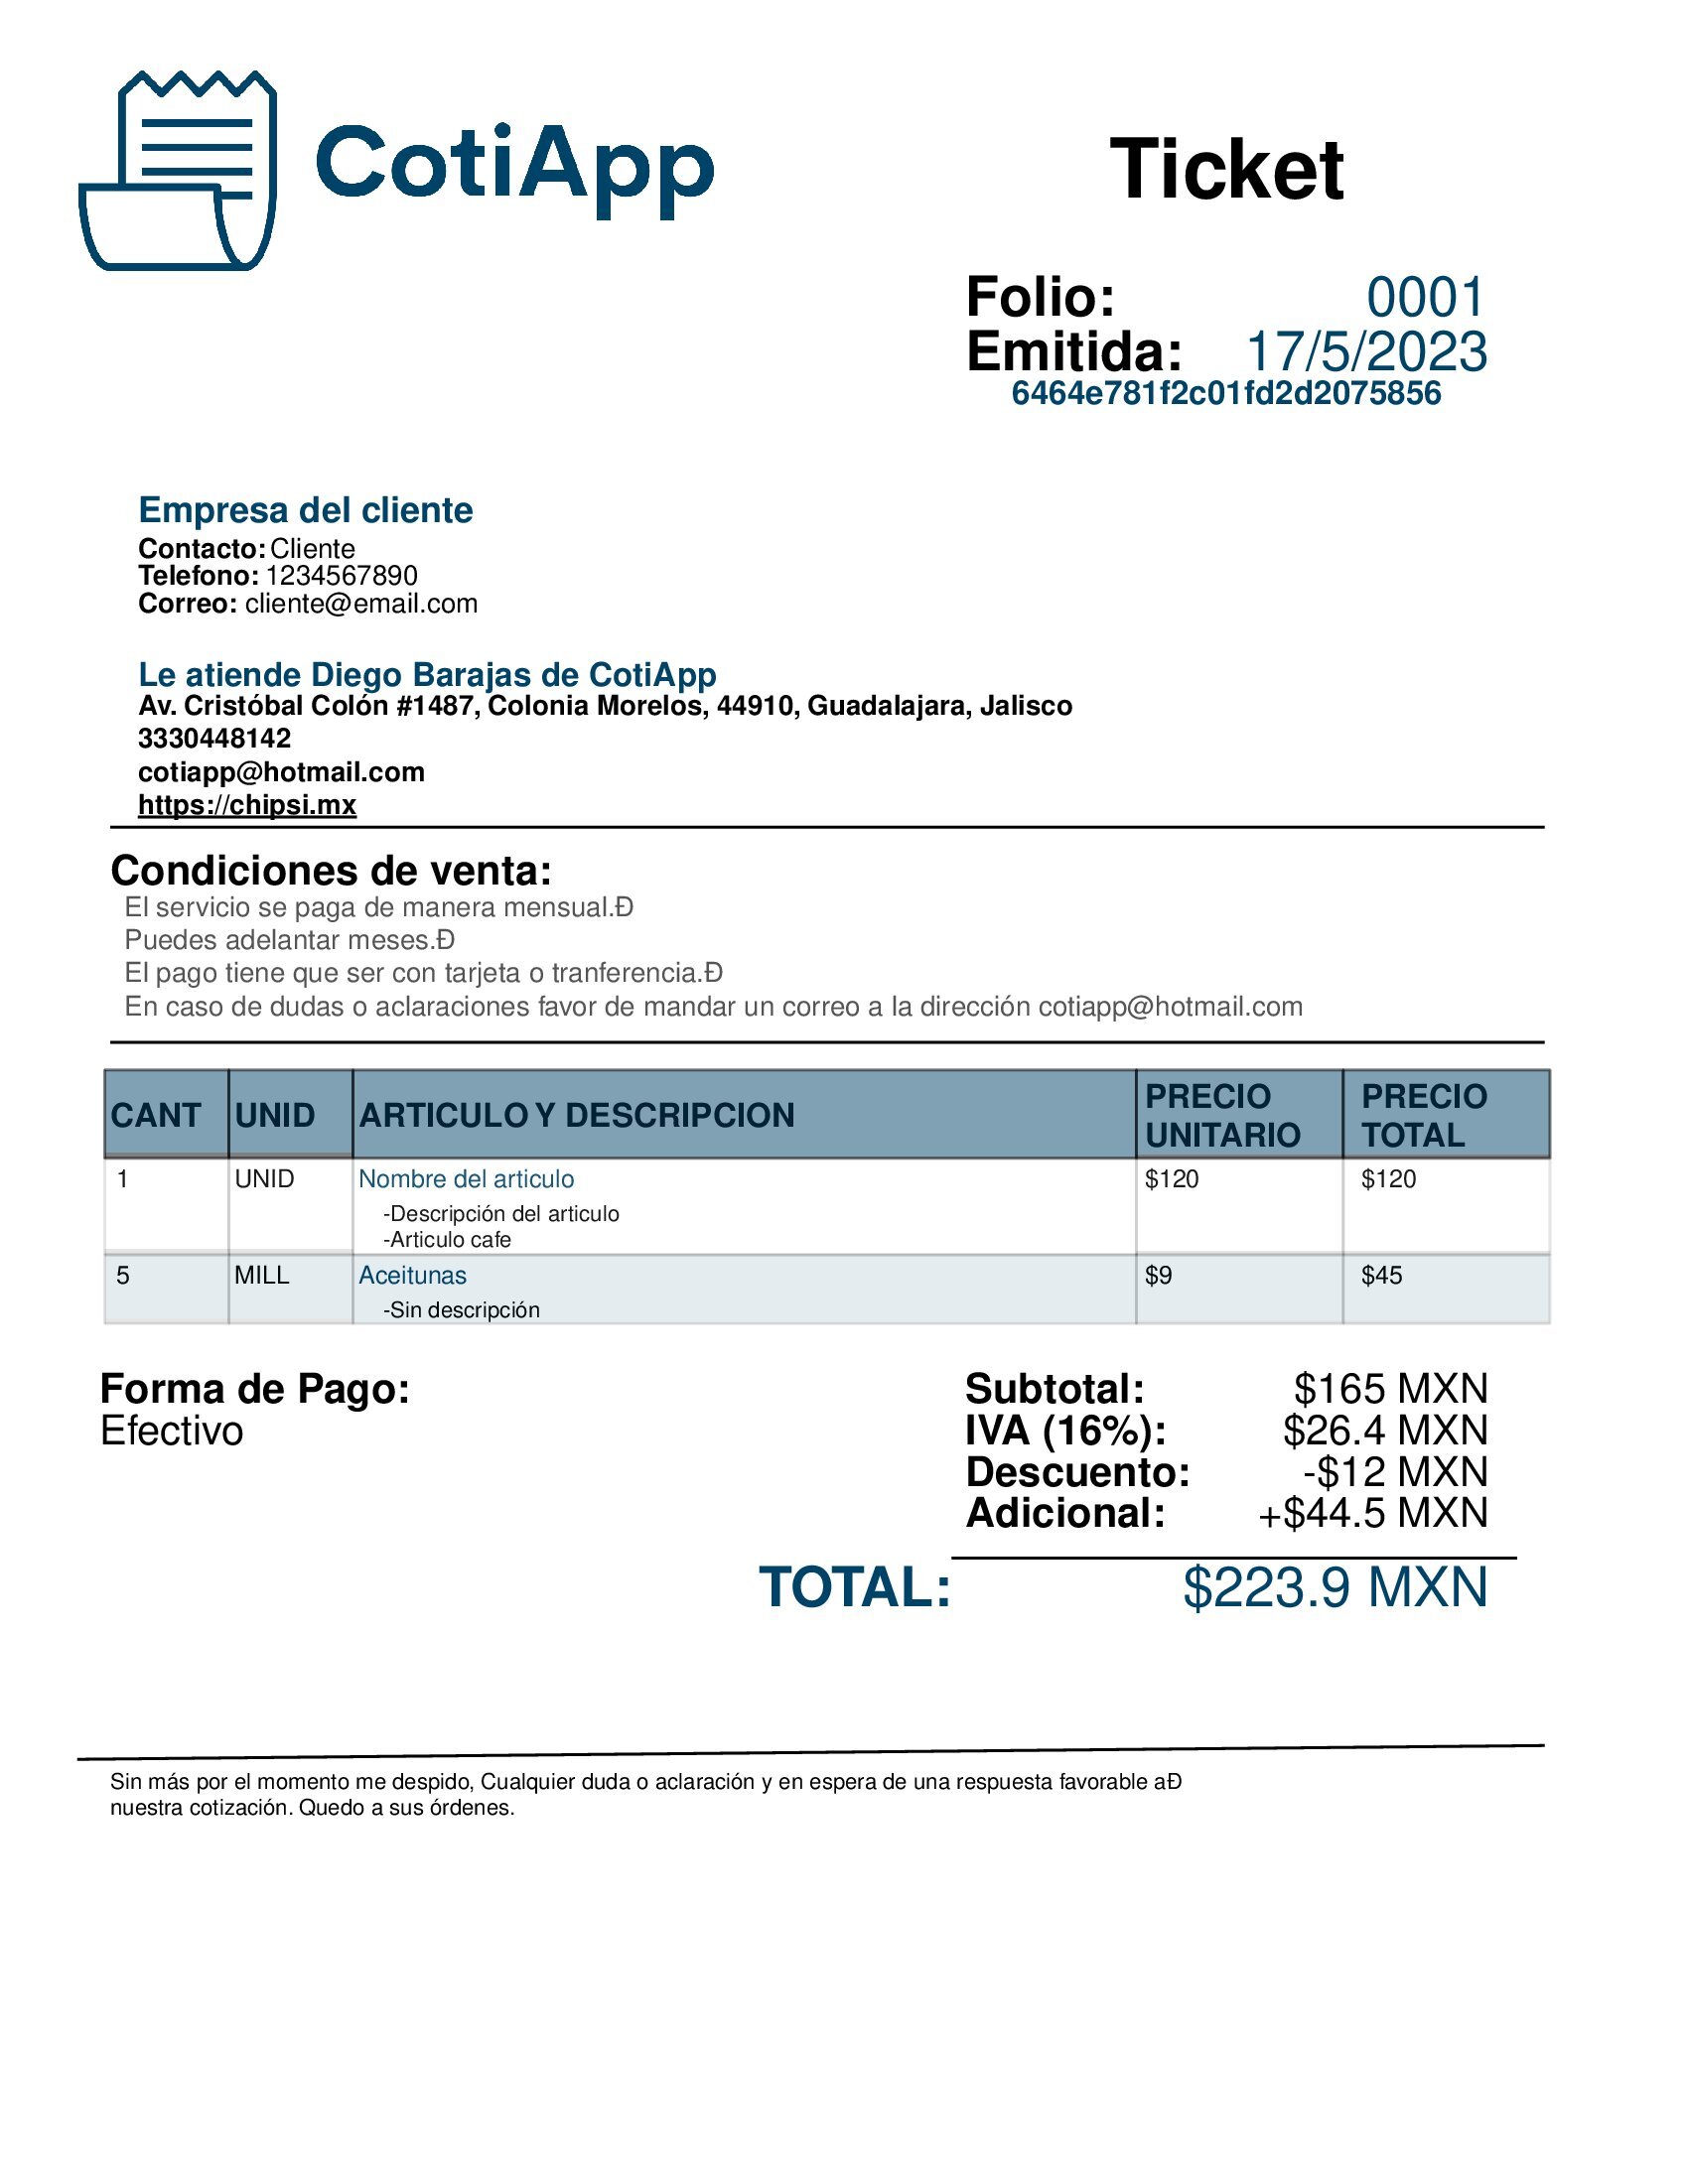 CotiApp
Ticket
Folio: 0001
Emitida: 17/5/2023
6464e781f2c01fd2d2075856
Empresa del cliente
Contacto: Cliente
Telefono: 1234567890
Correo: cliente@email.com
Le atiende Diego Barajas de CotiApp
Av. Cristóbal Colón #1487, Colonia Morelos, 44910, Guadalajara, Jalisco
3330448142
cotiapp@hotmail.com
https://chipsi.mx
Condiciones de venta:
El servicio se paga de manera mensual.Ð
Puedes adelantar meses.Ð
El pago tiene que ser con tarjeta o tranferencia.Ð
En caso de dudas o aclaraciones favor de mandar un correo a la dirección cotiapp@hotmail.com
CANT UNID ARTICULO Y DESCRIPCION PRECIO UNITARIO PRECIO TOTAL
1 UNID Nombre del articulo $120 $120
-Descripción del articulo
-Articulo cafe
5 MILL Aceitunas $9 $45
-Sin descripción
Forma de Pago:
Efectivo
Subtotal: $165 MXN
IVA (16%): $26.4 MXN
Descuento: -$12 MXN
Adicional: +$44.5 MXN
TOTAL: $223.9 MXN
Sin más por el momento me despido, Cualquier duda o aclaración y en espera de una respuesta favorable aÐ
nuestra cotización. Quedo a sus órdenes.